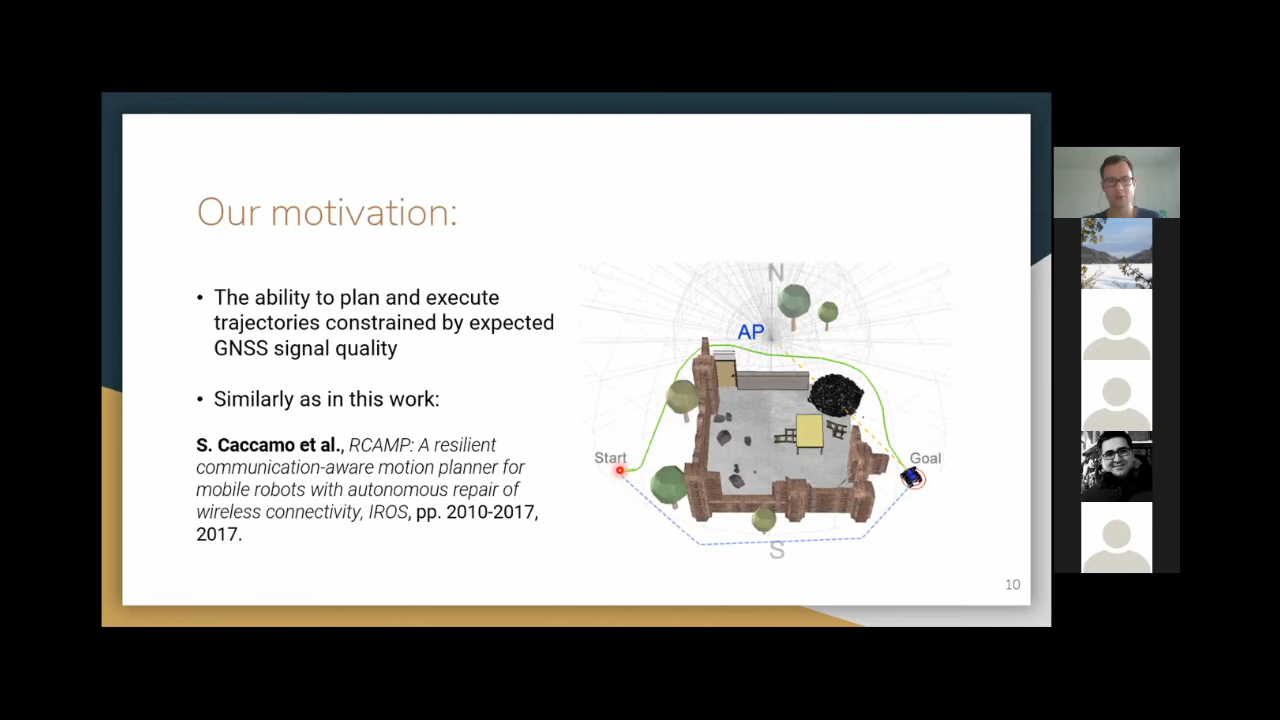 Our motivation:
• The ability to plan and execute
trajectories constrained by expected
GNSS signal quality
• Similarly as in this work:
S. Caccamo et al., RCAMP: A resilient
communication-aware motion planner for
mobile robots with autonomous repair of
wireless connectivity, IROS, pp. 2010-2017,
2017.
N
AP
Start
Goal
S
10